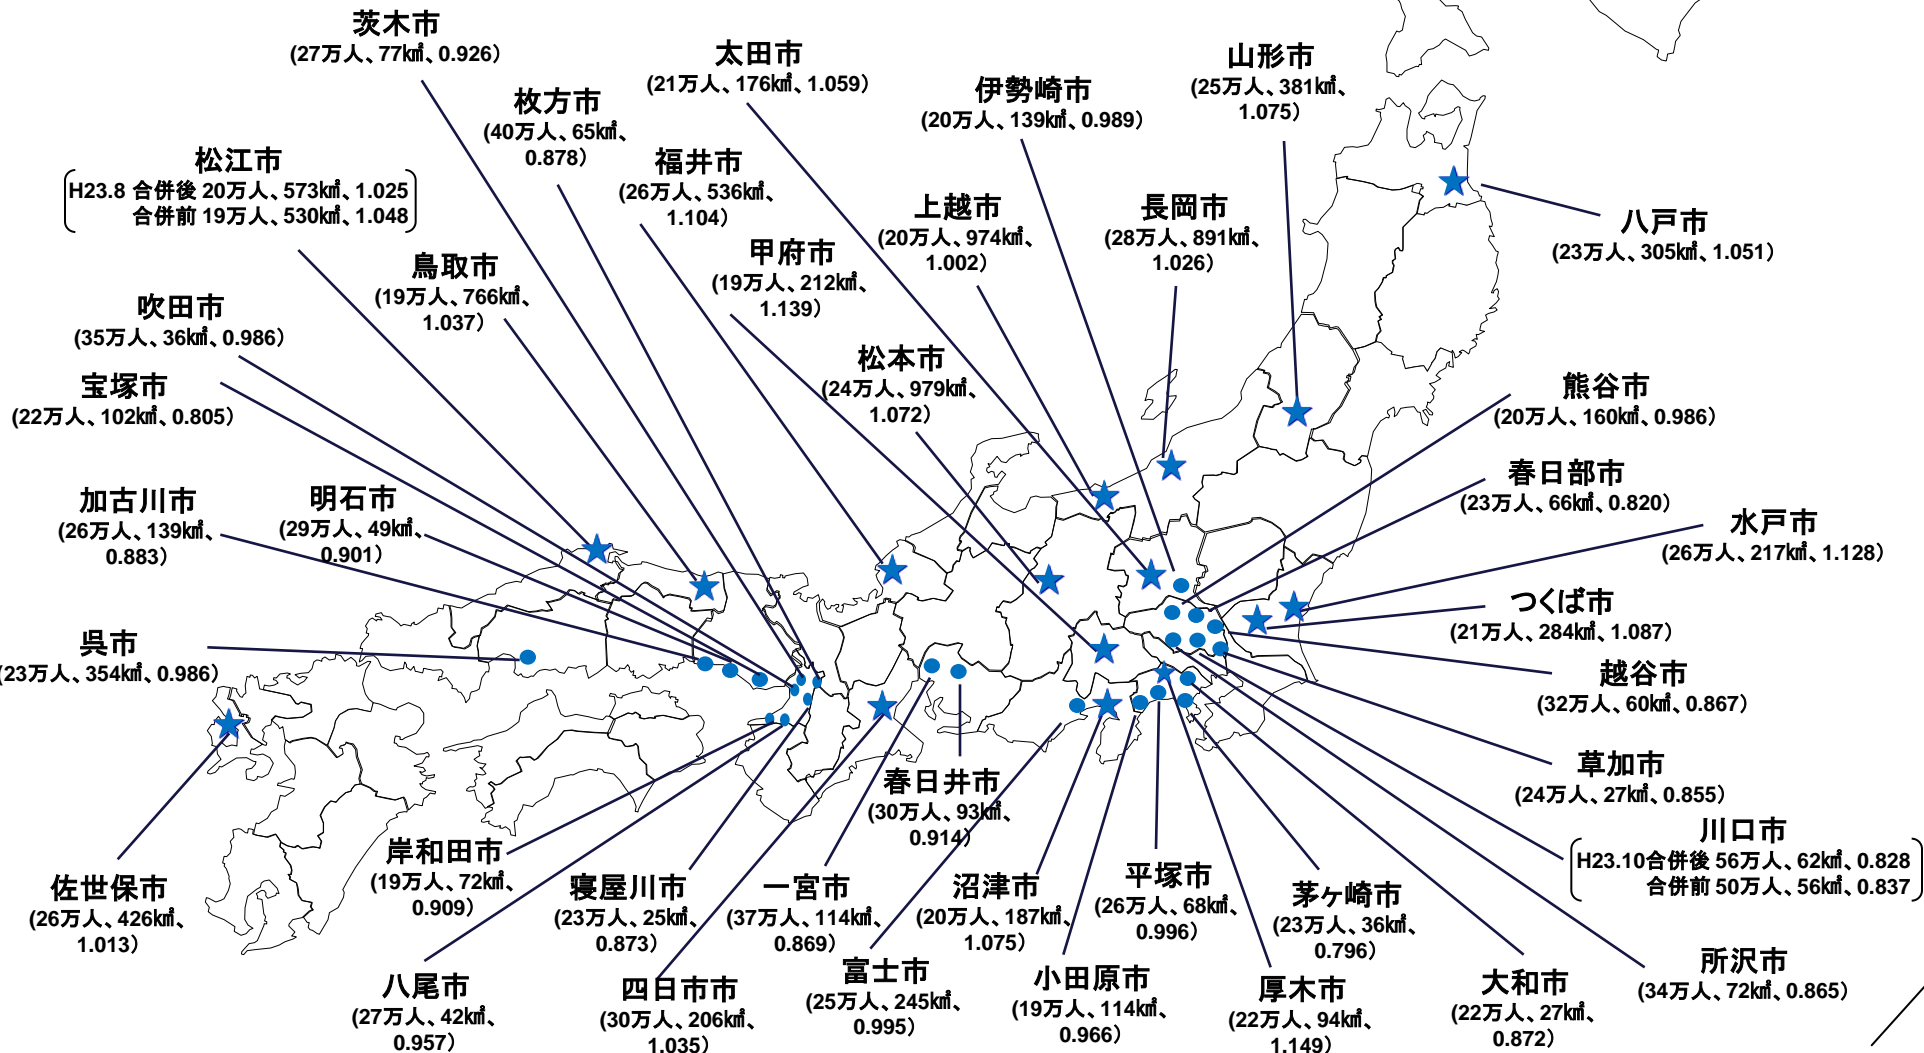 茨木市
(27万人、77㎢、0.926)
太田市
(21万人、176㎢、1.059)
山形市
(25万人、381㎢、
1.075)
枚方市
(40万人、65㎢、
0.878)
伊勢崎市
(20万人、139㎢、0.989)
松江市
H23.8 合併後 20万人、573㎢、1.025
合併前 19万人、530㎢、1.048
福井市
(26万人、536㎢、
1.104)
上越市
(20万人、974㎢、
1.002)
長岡市
(28万人、891㎢、
1.026)
八戸市
(23万人、305㎢、1.051)
鳥取市
(19万人、766㎢、
1.037)
甲府市
(19万人、212㎢、
1.139)
吹田市
(35万人、36㎢、0.986)
松本市
(24万人、979㎢、
1.072)
宝塚市
(22万人、102㎢、0.805)
熊谷市
(20万人、160㎢、0.986)
加古川市
(26万人、139㎢、
0.883)
明石市
(29万人、49㎢、
0.901)
春日部市
(23万人、66㎢、0.820)
水戸市
(26万人、217㎢、1.128)
つくば市
(21万人、284㎢、1.087)
呉市
(23万人、354㎢、0.986)
越谷市
(32万人、60㎢、0.867)
草加市
(24万人、27㎢、0.855)
春日井市
(30万人、93㎢、
0.914)
川口市
H23.10合併後 56万人、62㎢、0.828
合併前 50万人、56㎢、0.837
佐世保市
(26万人、426㎢、
1.013)
岸和田市
(19万人、72㎢、
0.909)
寝屋川市
(23万人、25㎢、
0.873)
一宮市
(37万人、114㎢、
0.869)
沼津市
(20万人、187㎢、
1.075)
平塚市
(26万人、68㎢、
0.996)
茅ヶ崎市
(23万人、36㎢、
0.796)
八尾市
(27万人、42㎢、
0.957)
四日市市
(30万人、206㎢、
1.035)
富士市
(25万人、245㎢、
0.995)
小田原市
(19万人、114㎢、
0.966)
厚木市
(22万人、94㎢、
1.149)
大和市
(22万人、27㎢、
0.872)
所沢市
(34万人、72㎢、0.865)